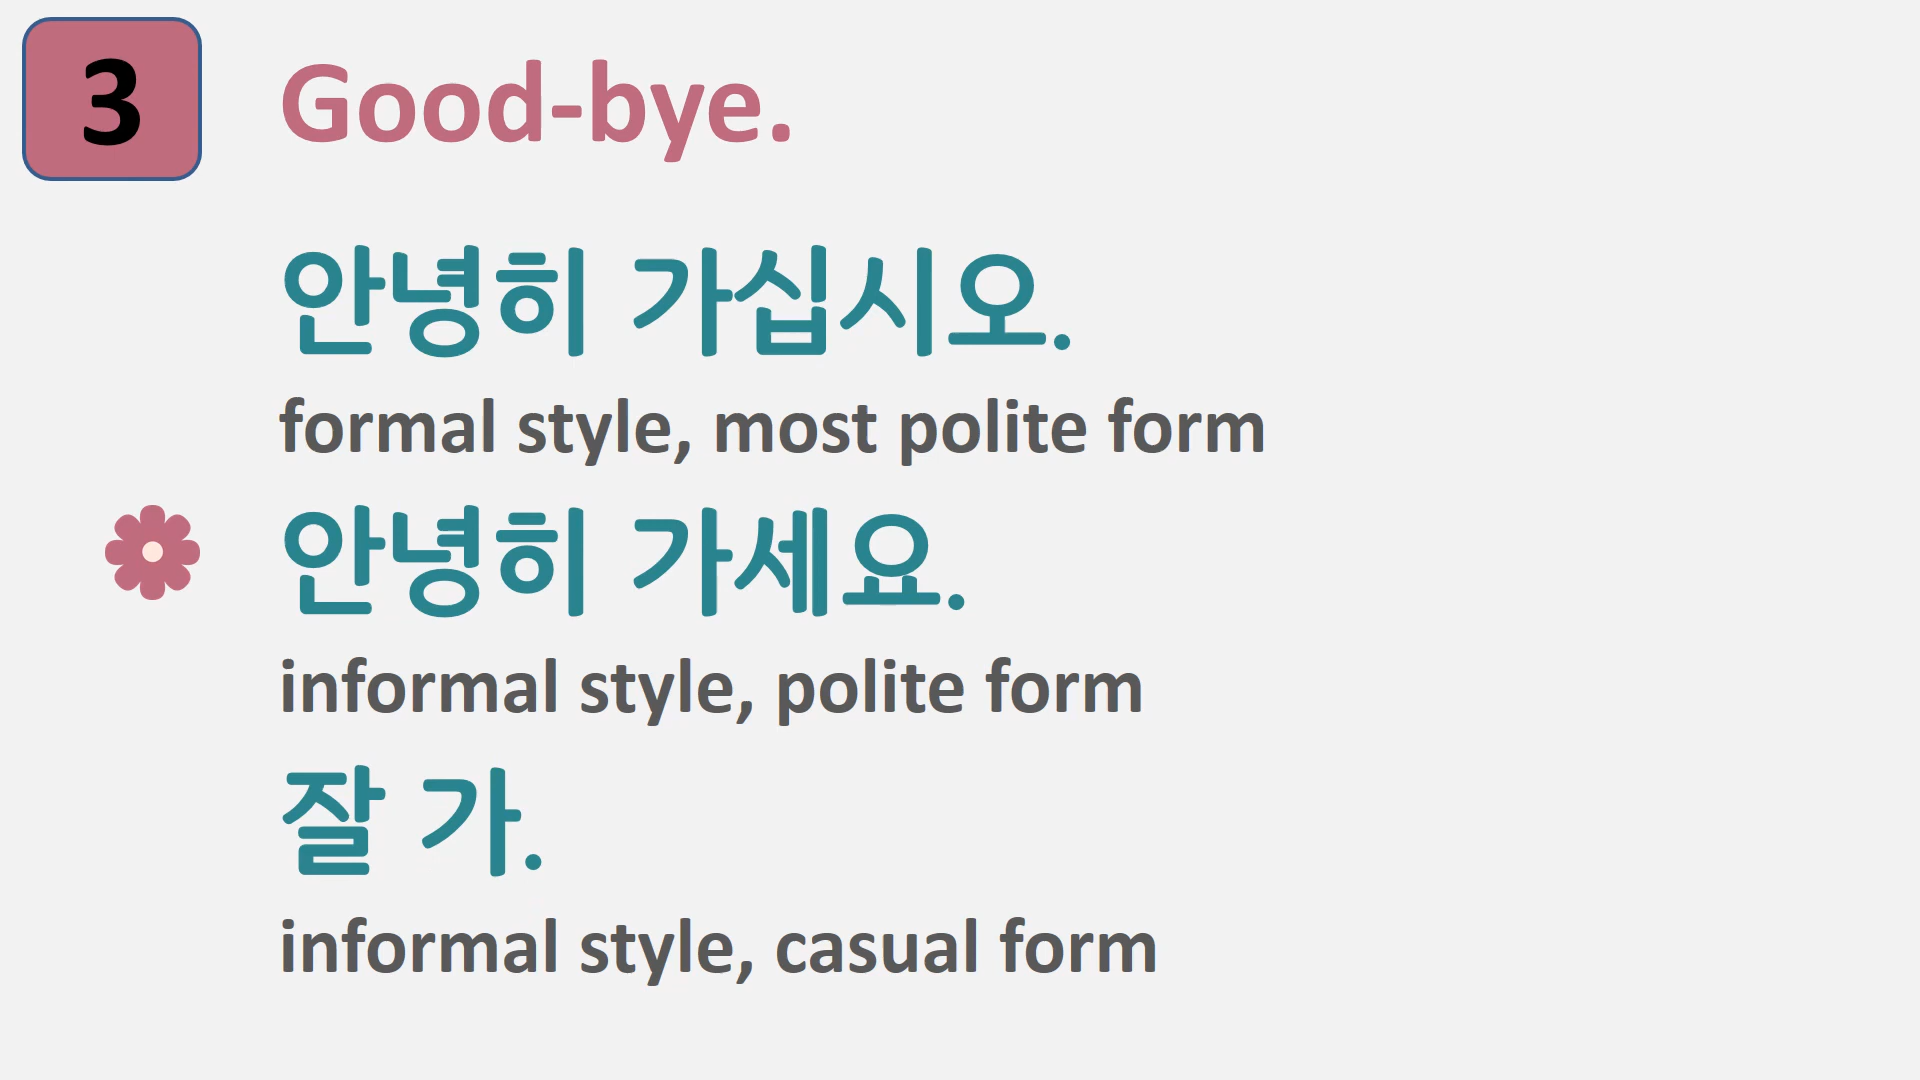 3
Good-bye.
안녕히 가십시오.
formal style, most polite form
안녕히 가세요.
informal style, polite form
잘 가.
informal style, casual form